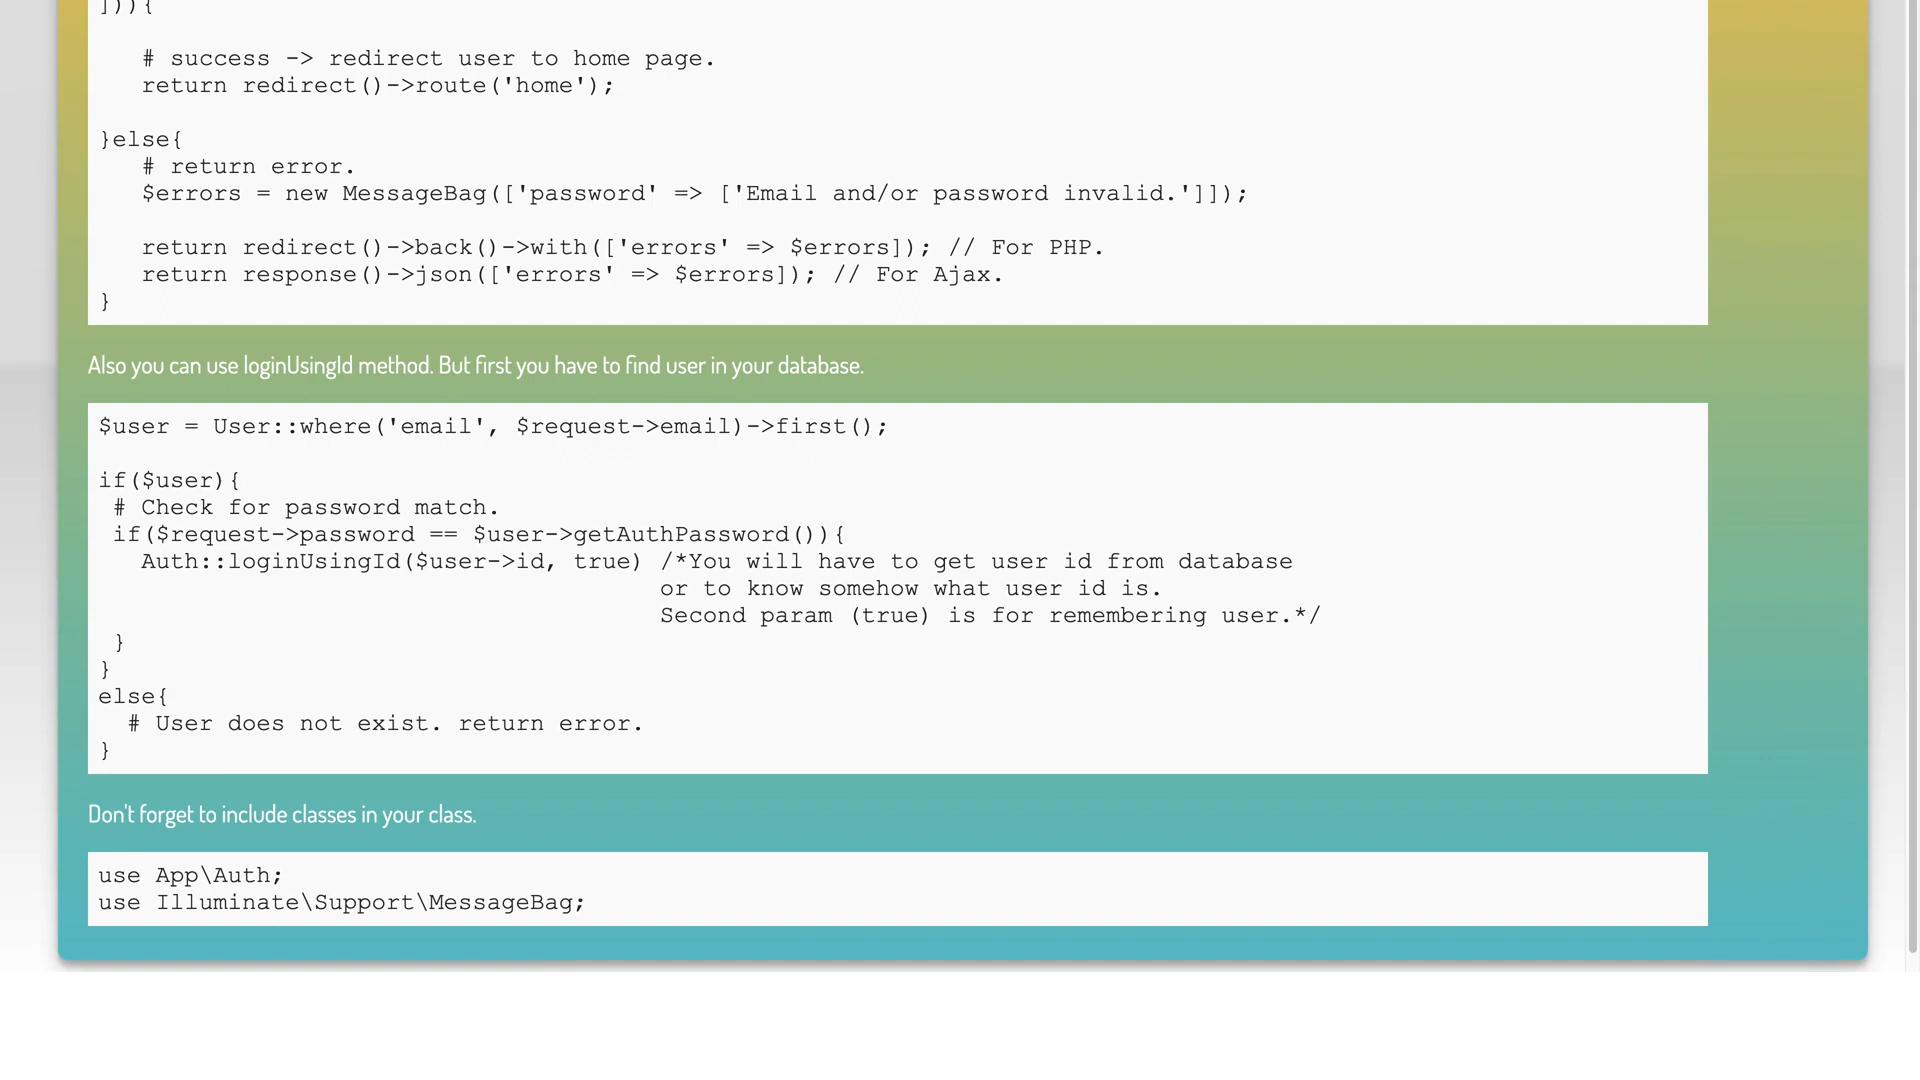 ])){
# success -> redirect user to home page.
return redirect()->route('home');
}else{
# return error.
$errors = new MessageBag(['password' => ['Email and/or password invalid.']]);
return redirect()->back()->with(['errors' => $errors]); // For PHP.
return response()->json(['errors' => $errors]); // For Ajax.
}
Also you can use loginUsingId method. But first you have to find user in your database.
$user = User::where('email', $request->email)->first();
if($user){
# Check for password match.
if($request->password == $user->getAuthPassword()){
Auth::loginUsingId($user->id, true) /*You will have to get user id from database
or to know somehow what user id is.
Second param (true) is for remembering user.*/
}
}
else{
# User does not exist. return error.
}
Don't forget to include classes in your class.
use App\Auth;
use Illuminate\Support\MessageBag;